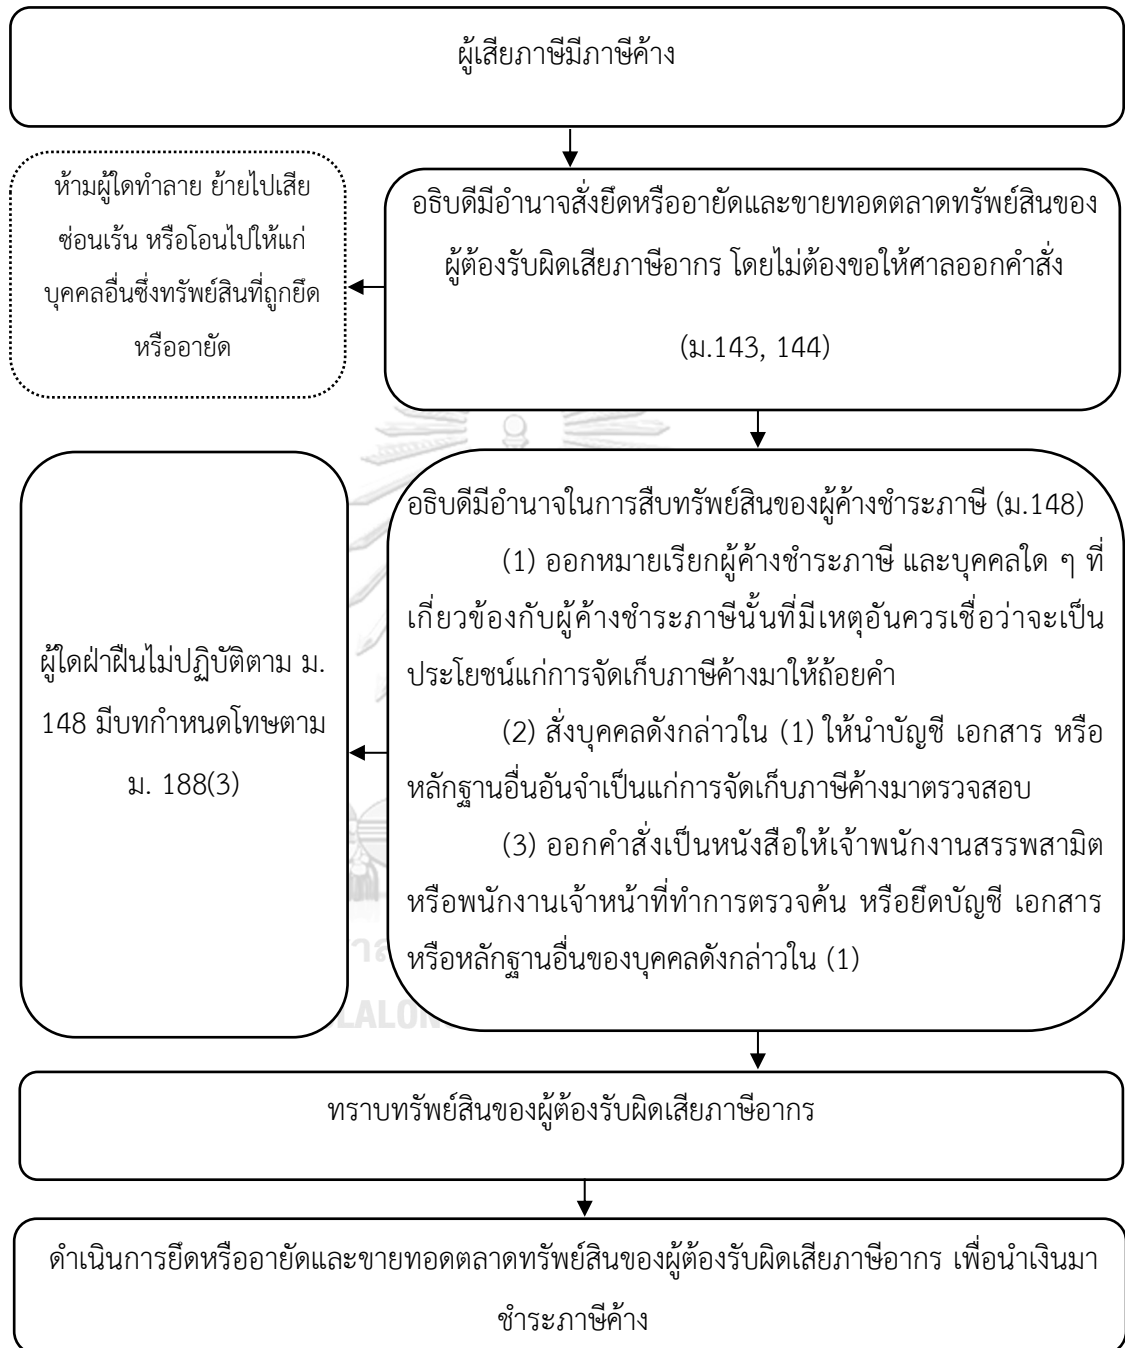 ผู้เสียภาษีมีภาษีค้าง
ห้ามผู้ใดทำลาย ย้ายไปเสีย
ซ่อนเร้น หรือโอนไปให้แก่
บุคคลอื่นซึ่งทรัพย์สินที่ถูกยึด
หรืออายัด
อธิบดีมีอำนาจสั่งยึดหรืออายัดและขายทอดตลาดทรัพย์สินของ
ผู้ต้องรับผิดเสียภาษีอากร โดยไม่ต้องขอให้ศาลออกคำสั่ง
(ม.143, 144)
ผู้ใดฝ่าฝืนไม่ปฏิบัติตาม ม.
148 มีบทกำหนดโทษตาม
ม. 188(3)
อธิบดีมีอำนาจในการสืบทรัพย์สินของผู้ค้างชำระภาษี (ม.148)
(1) ออกหมายเรียกผู้ค้างชำระภาษี และบุคคลใด ๆ ที่
เกี่ยวข้องกับผู้ค้างชำระภาษีนั้นที่มีเหตุอันควรเชื่อว่าจะเป็น
ประโยชน์แก่การจัดเก็บภาษีค้างมาให้ถ้อยคำ
(2) สั่งบุคคลดังกล่าวใน (1) ให้นำบัญชี เอกสาร หรือ
หลักฐานอื่นอันจำเป็นแก่การจัดเก็บภาษีค้างมาตรวจสอบ
(3) ออกคำสั่งเป็นหนังสือให้เจ้าพนักงานสรรพสามิต
หรือพนักงานเจ้าหน้าที่ทำการตรวจค้น หรือยึดบัญชี เอกสาร
หรือหลักฐานอื่นของบุคคลดังกล่าวใน (1)
ทราบทรัพย์สินของผู้ต้องรับผิดเสียภาษีอากร
ดำเนินการยึดหรืออายัดและขายทอดตลาดทรัพย์สินของผู้ต้องรับผิดเสียภาษีอากร เพื่อนำเงินมา
ชำระภาษีค้าง